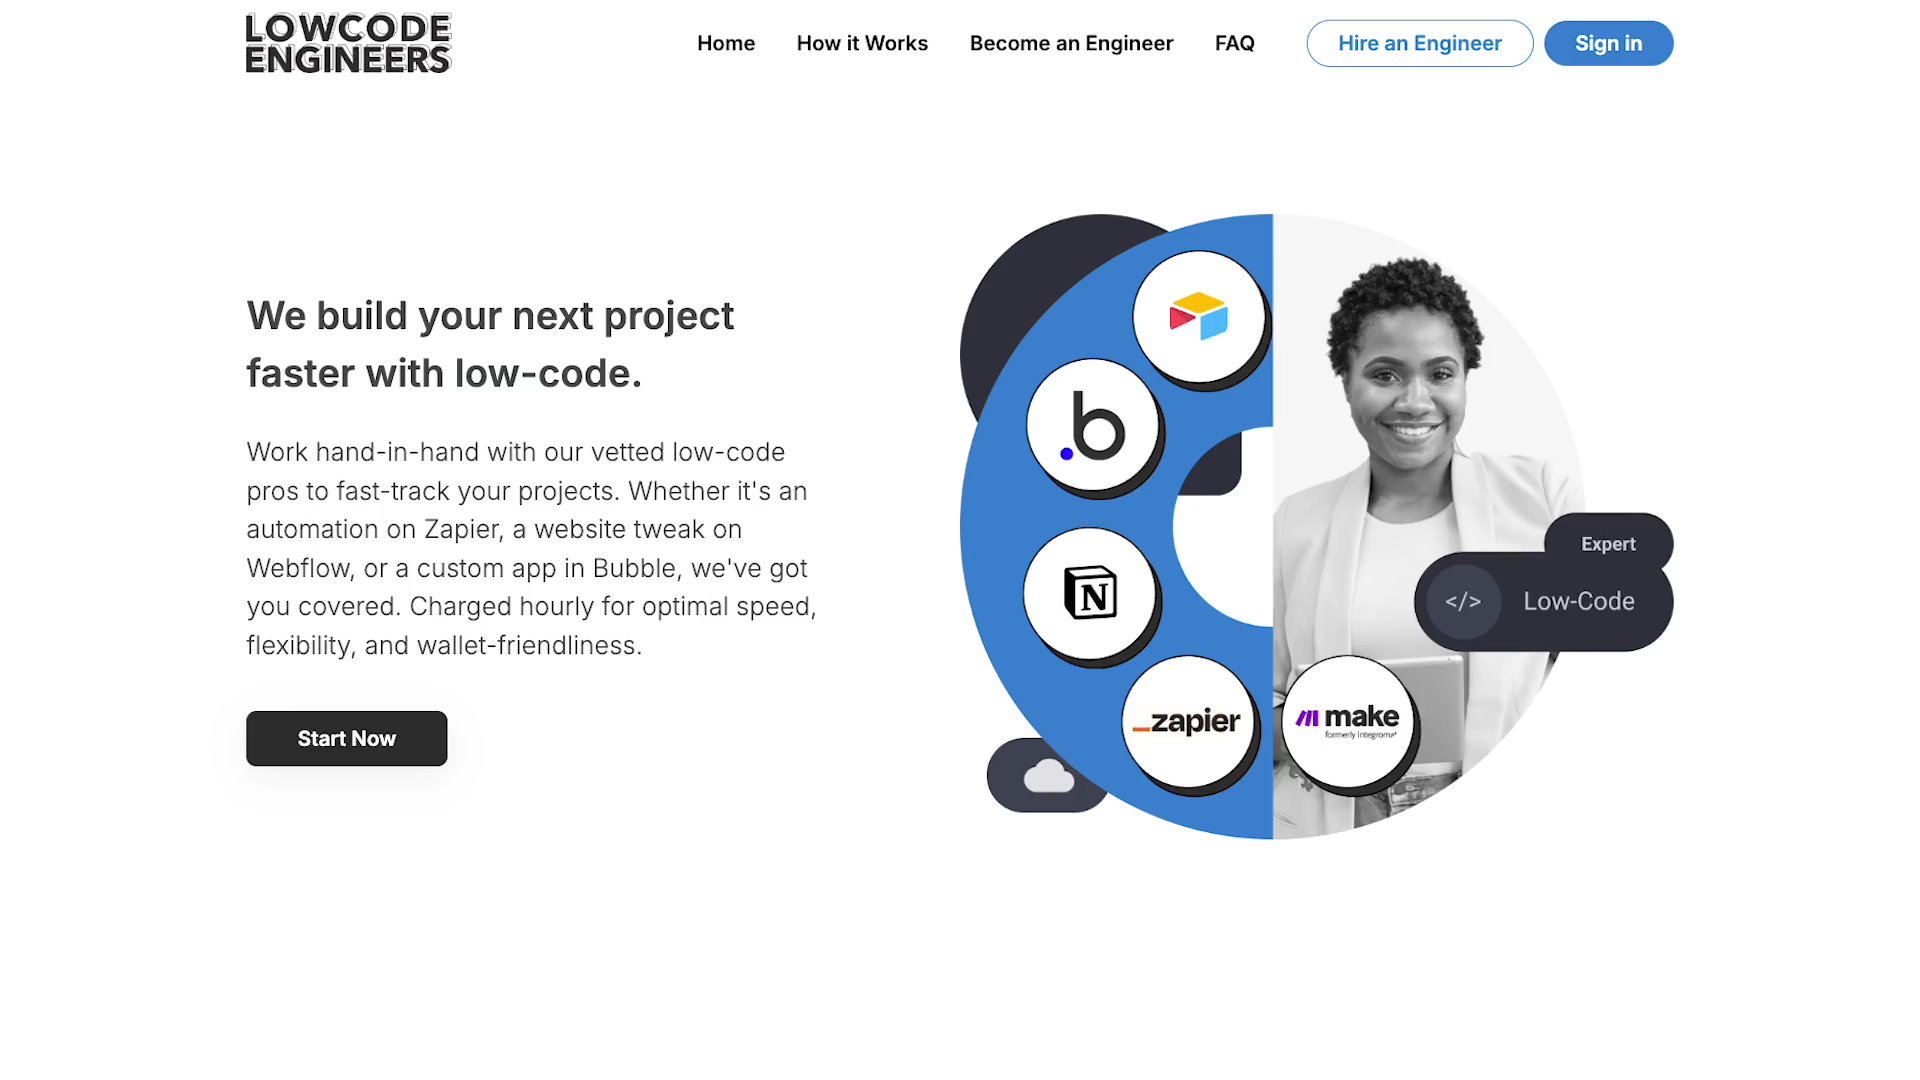 LOWCODE
ENGINEERS
Home
How it Works
Become an Engineer
FAQ
Hire an Engineer
Sign in
We build your next project
faster with low-code.
Work hand-in-hand with our vetted low-code
pros to fast-track your projects. Whether it's an
automation on Zapier, a website tweak on
Webflow, or a custom app in Bubble, we've got
you covered. Charged hourly for optimal speed,
flexibility, and wallet-friendliness.
Start Now
b
N
_zapier
make
formerly Integromat
Expert
</> Low-Code